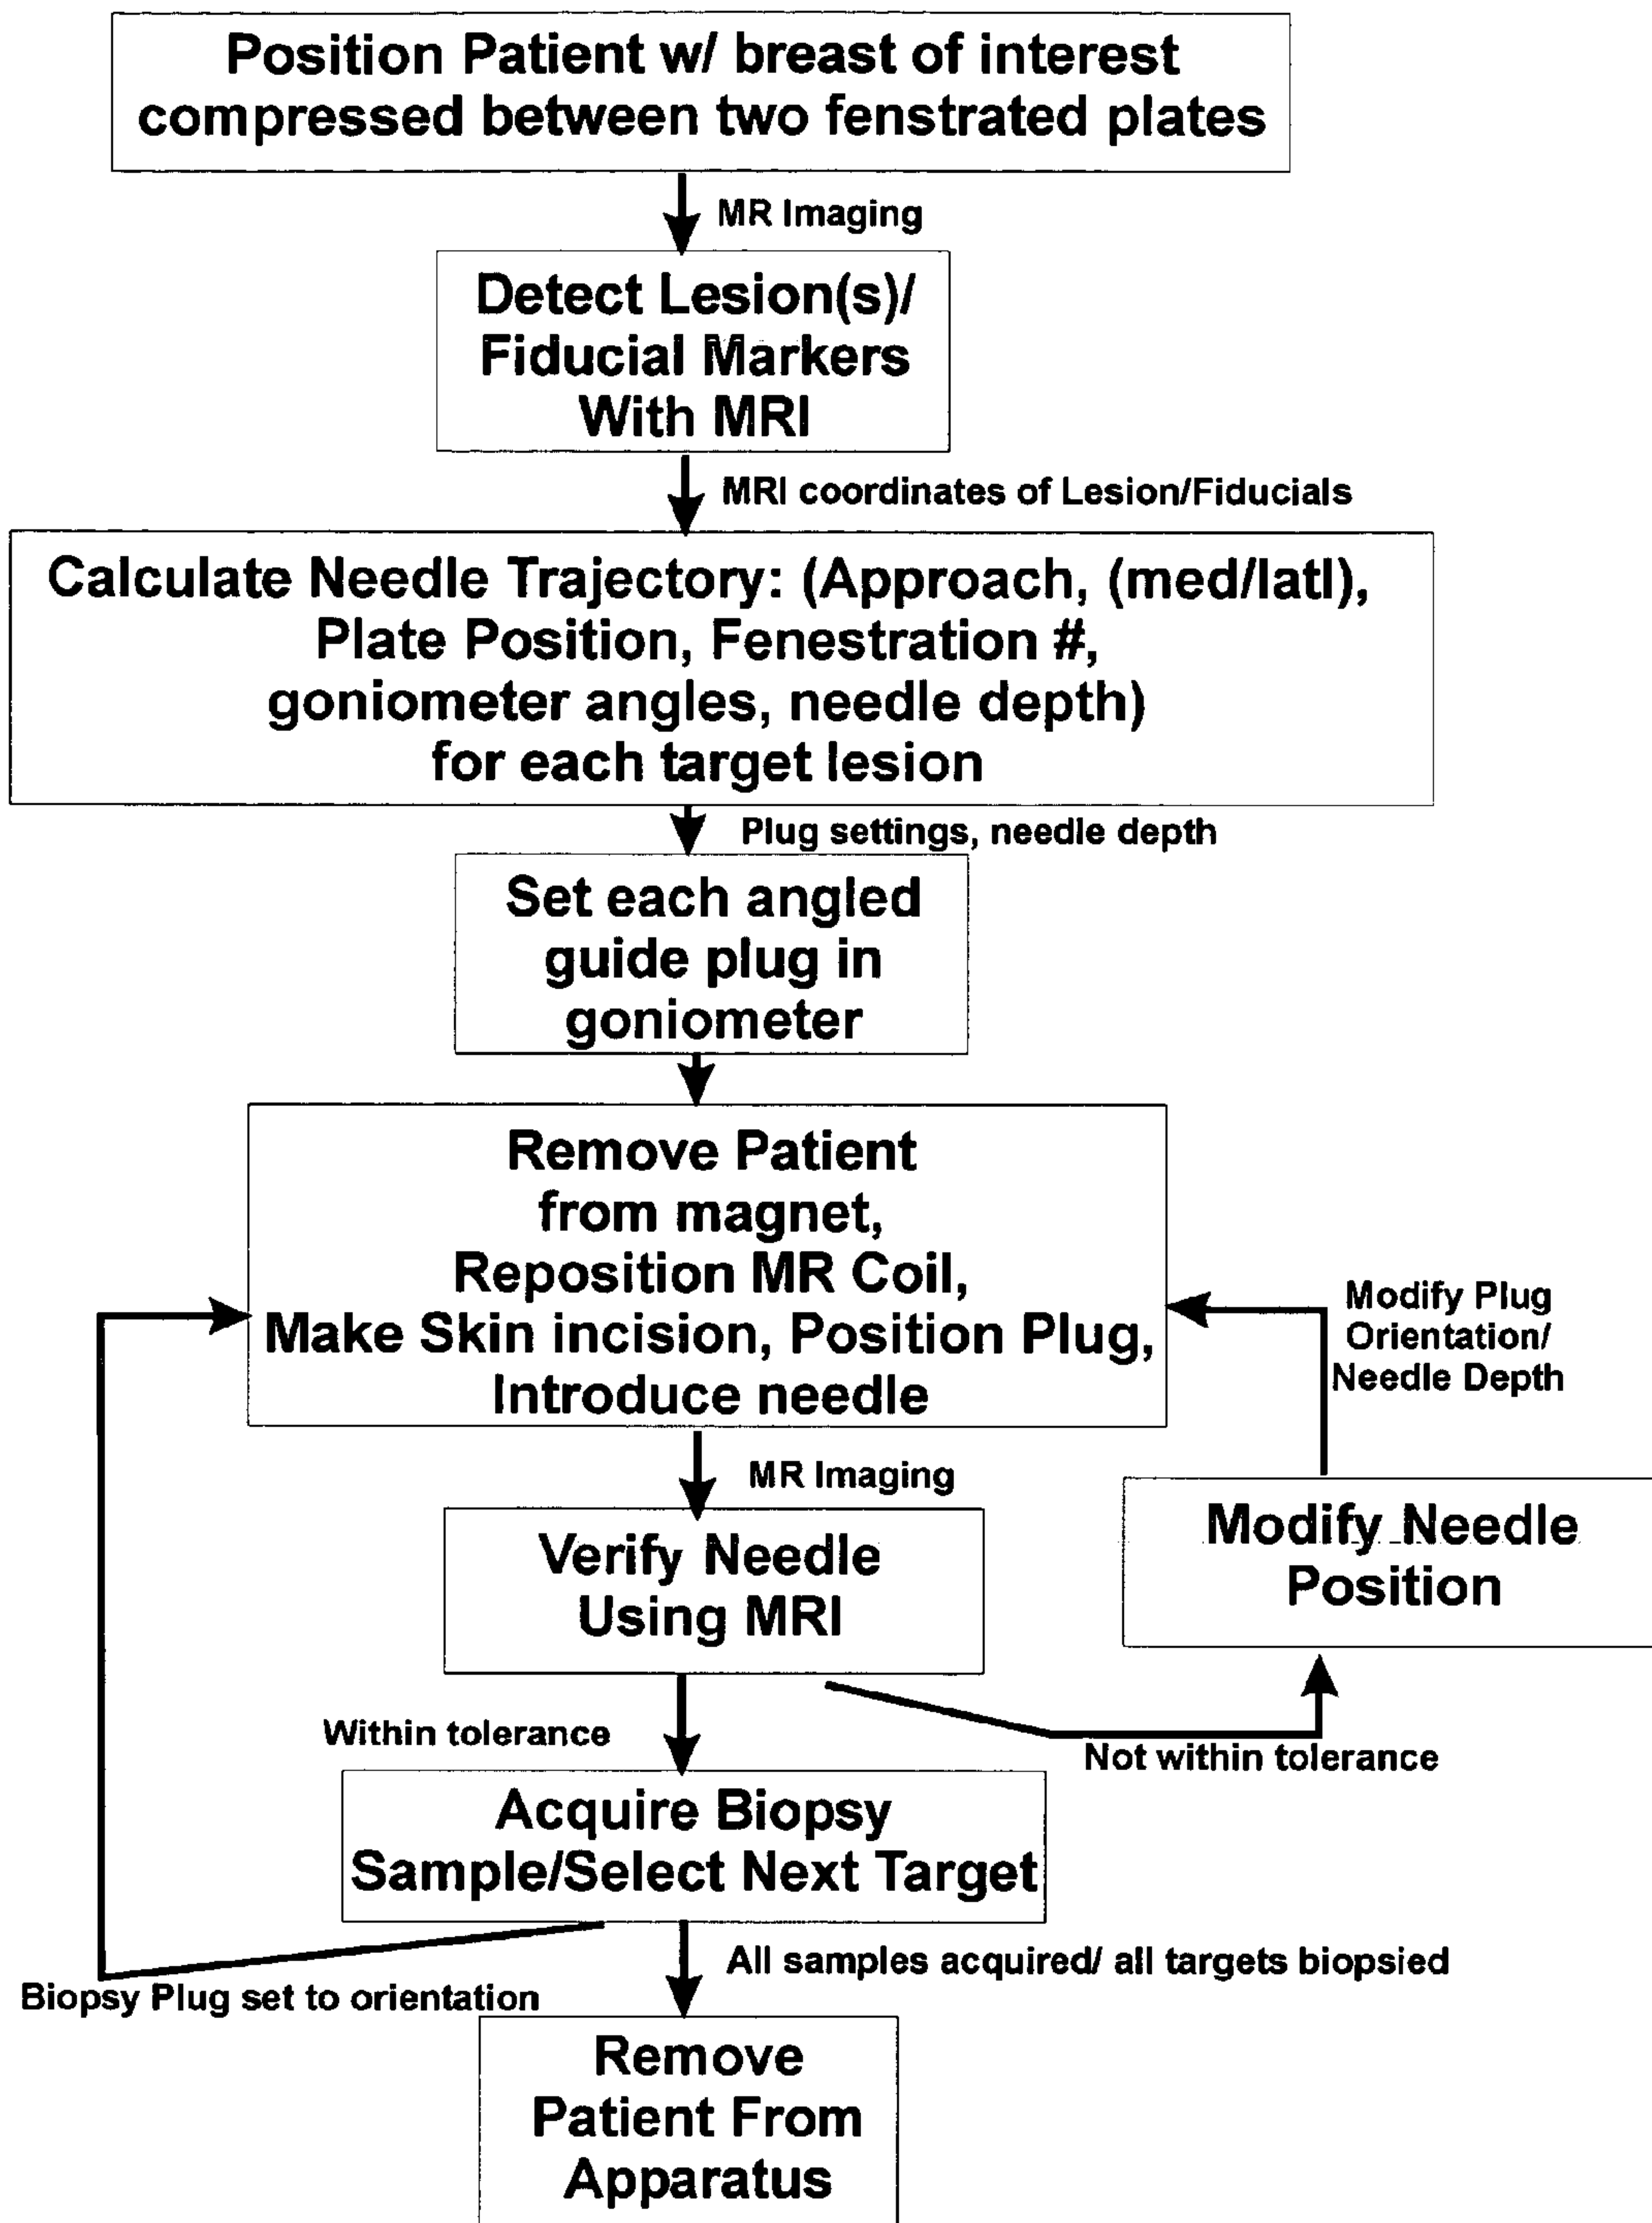 Position Patient w/ breast of interest
compressed between two fenstrated plates
MR Imaging
Detect Lesion(s)/
Fiducial Markers
With MRI
MRI coordinates of Lesion/Fiducials
Calculate Needle Trajectory: (Approach, (med/latl),
Plate Position, Fenestration #,
goniometer angles, needle depth)
for each target lesion
Plug settings, needle depth
Set each angled
guide plug in
goniometer
Remove Patient
from magnet,
Reposition MR Coil,
Make Skin incision, Position Plug,
Introduce needle
Modify Plug
Orientation/
Needle Depth
MR Imaging
Verify Needle
Using MRI
Modify Needle
Position
Within tolerance
Not within tolerance
Acquire Biopsy
Sample/Select Next Target
All samples acquired/ all targets biopsied
Biopsy Plug set to orientation
Remove
Patient From
Apparatus